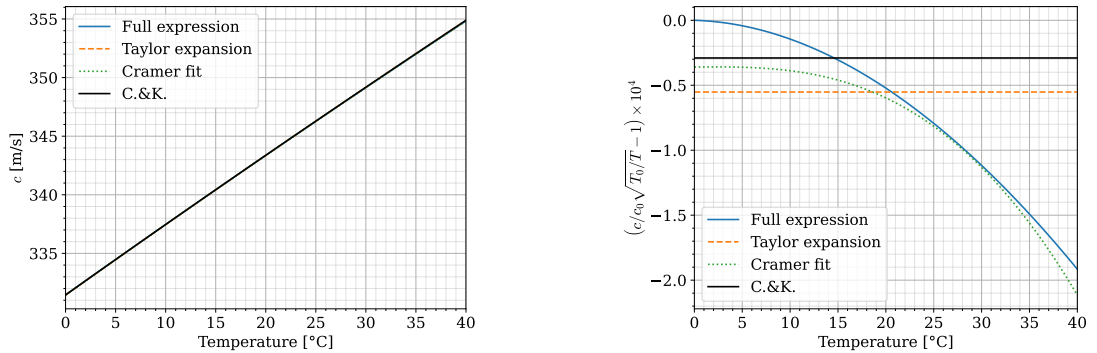 355
350
345
340
335
c [m/s]
Full expression
Taylor expansion
Cramer fit
C.&K.
0 5 10 15 20 25 30 35 40
Temperature [°C]
0.0
−0.5
−1.0
−1.5
−2.0
(c/c₀√T₀/T − 1) × 10⁴
Full expression
Taylor expansion
Cramer fit
C.&K.
0 5 10 15 20 25 30 35 40
Temperature [°C]